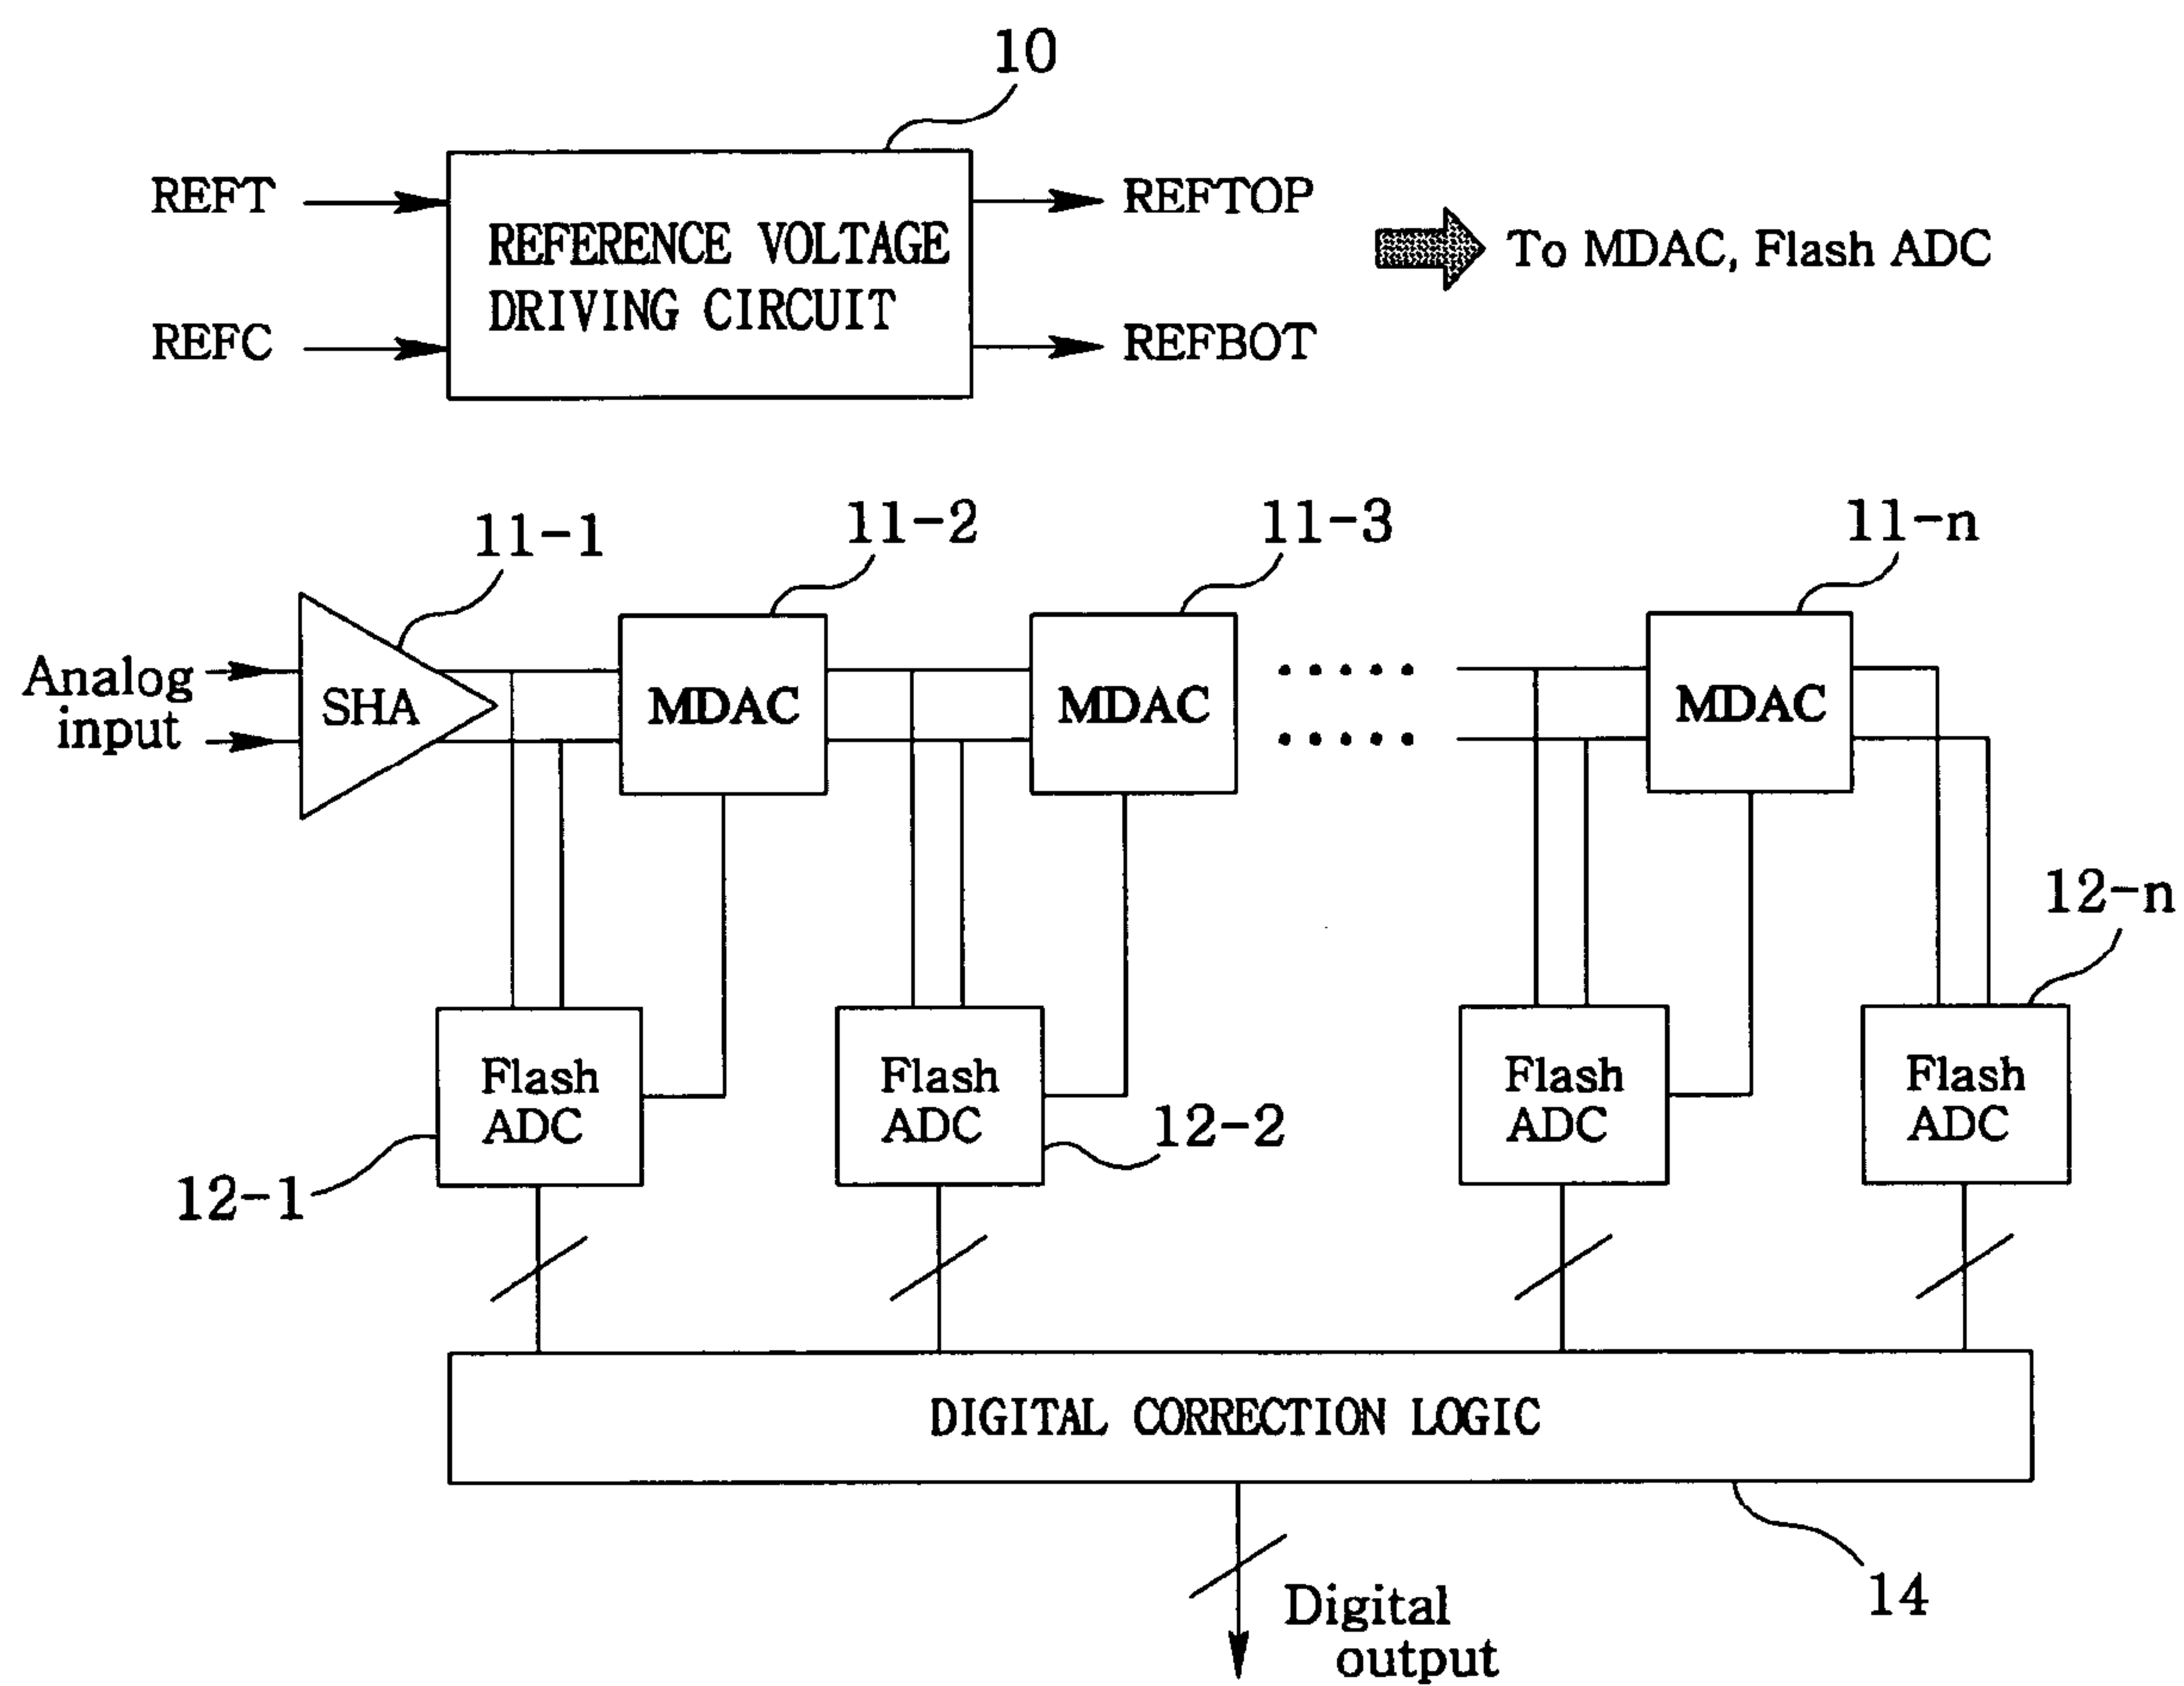 10
REFT
REFTOP
REFERENCE VOLTAGE
DRIVING CIRCUIT
To MDAC, Flash ADC
REFC
REFBOT
11-1
11-2
11-3
11-n
Analog
input
SHA
MDAC
MDAC
MDAC
12-n
Flash
ADC
Flash
ADC
Flash
ADC
Flash
ADC
12-1
12-2
DIGITAL CORRECTION LOGIC
14
Digital
output